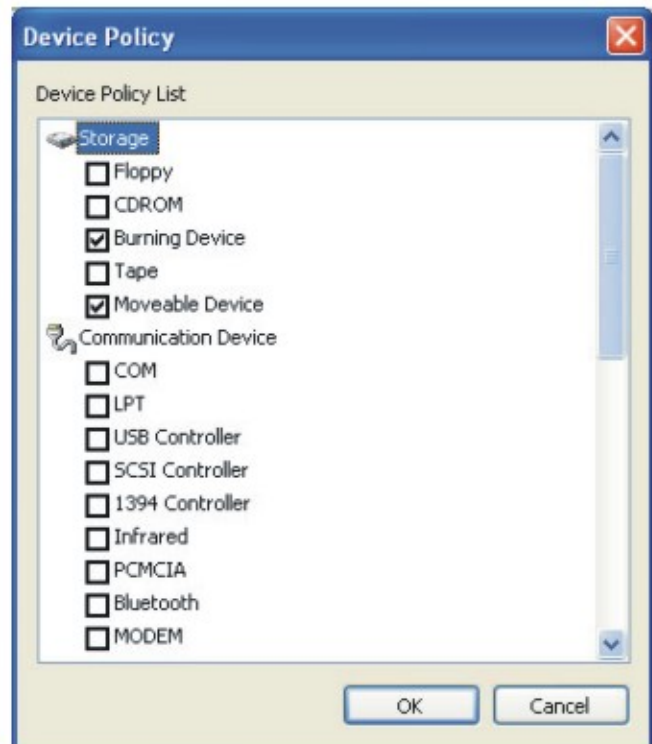 Device Policy
Device Policy List
Storage
Floppy
CDROM
Burning Device
Tape
Moveable Device
Communication Device
COM
LPT
USB Controller
SCSI Controller
1394 Controller
Infrared
PCMCIA
Bluetooth
MODEM
OK Cancel